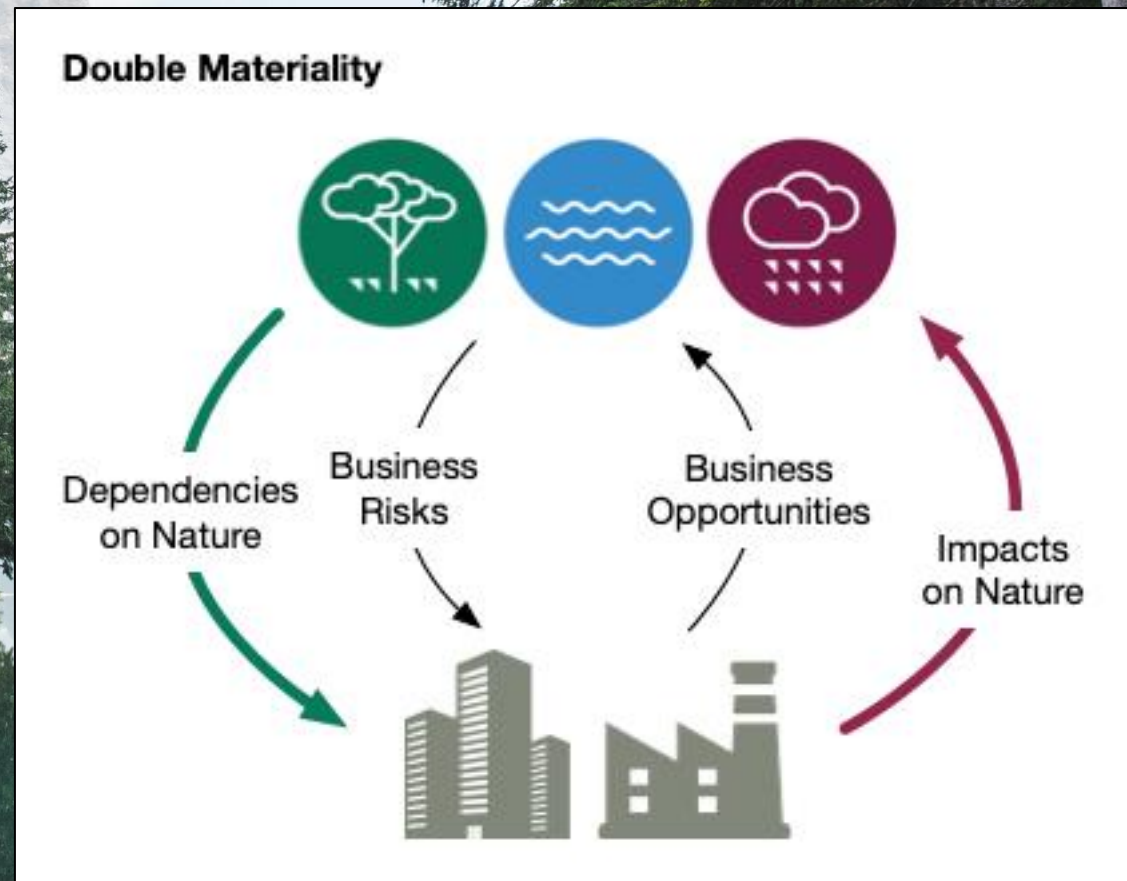 Double Materiality
Dependencies
on Nature
Business
Risks
Business
Opportunities
Impacts
on Nature